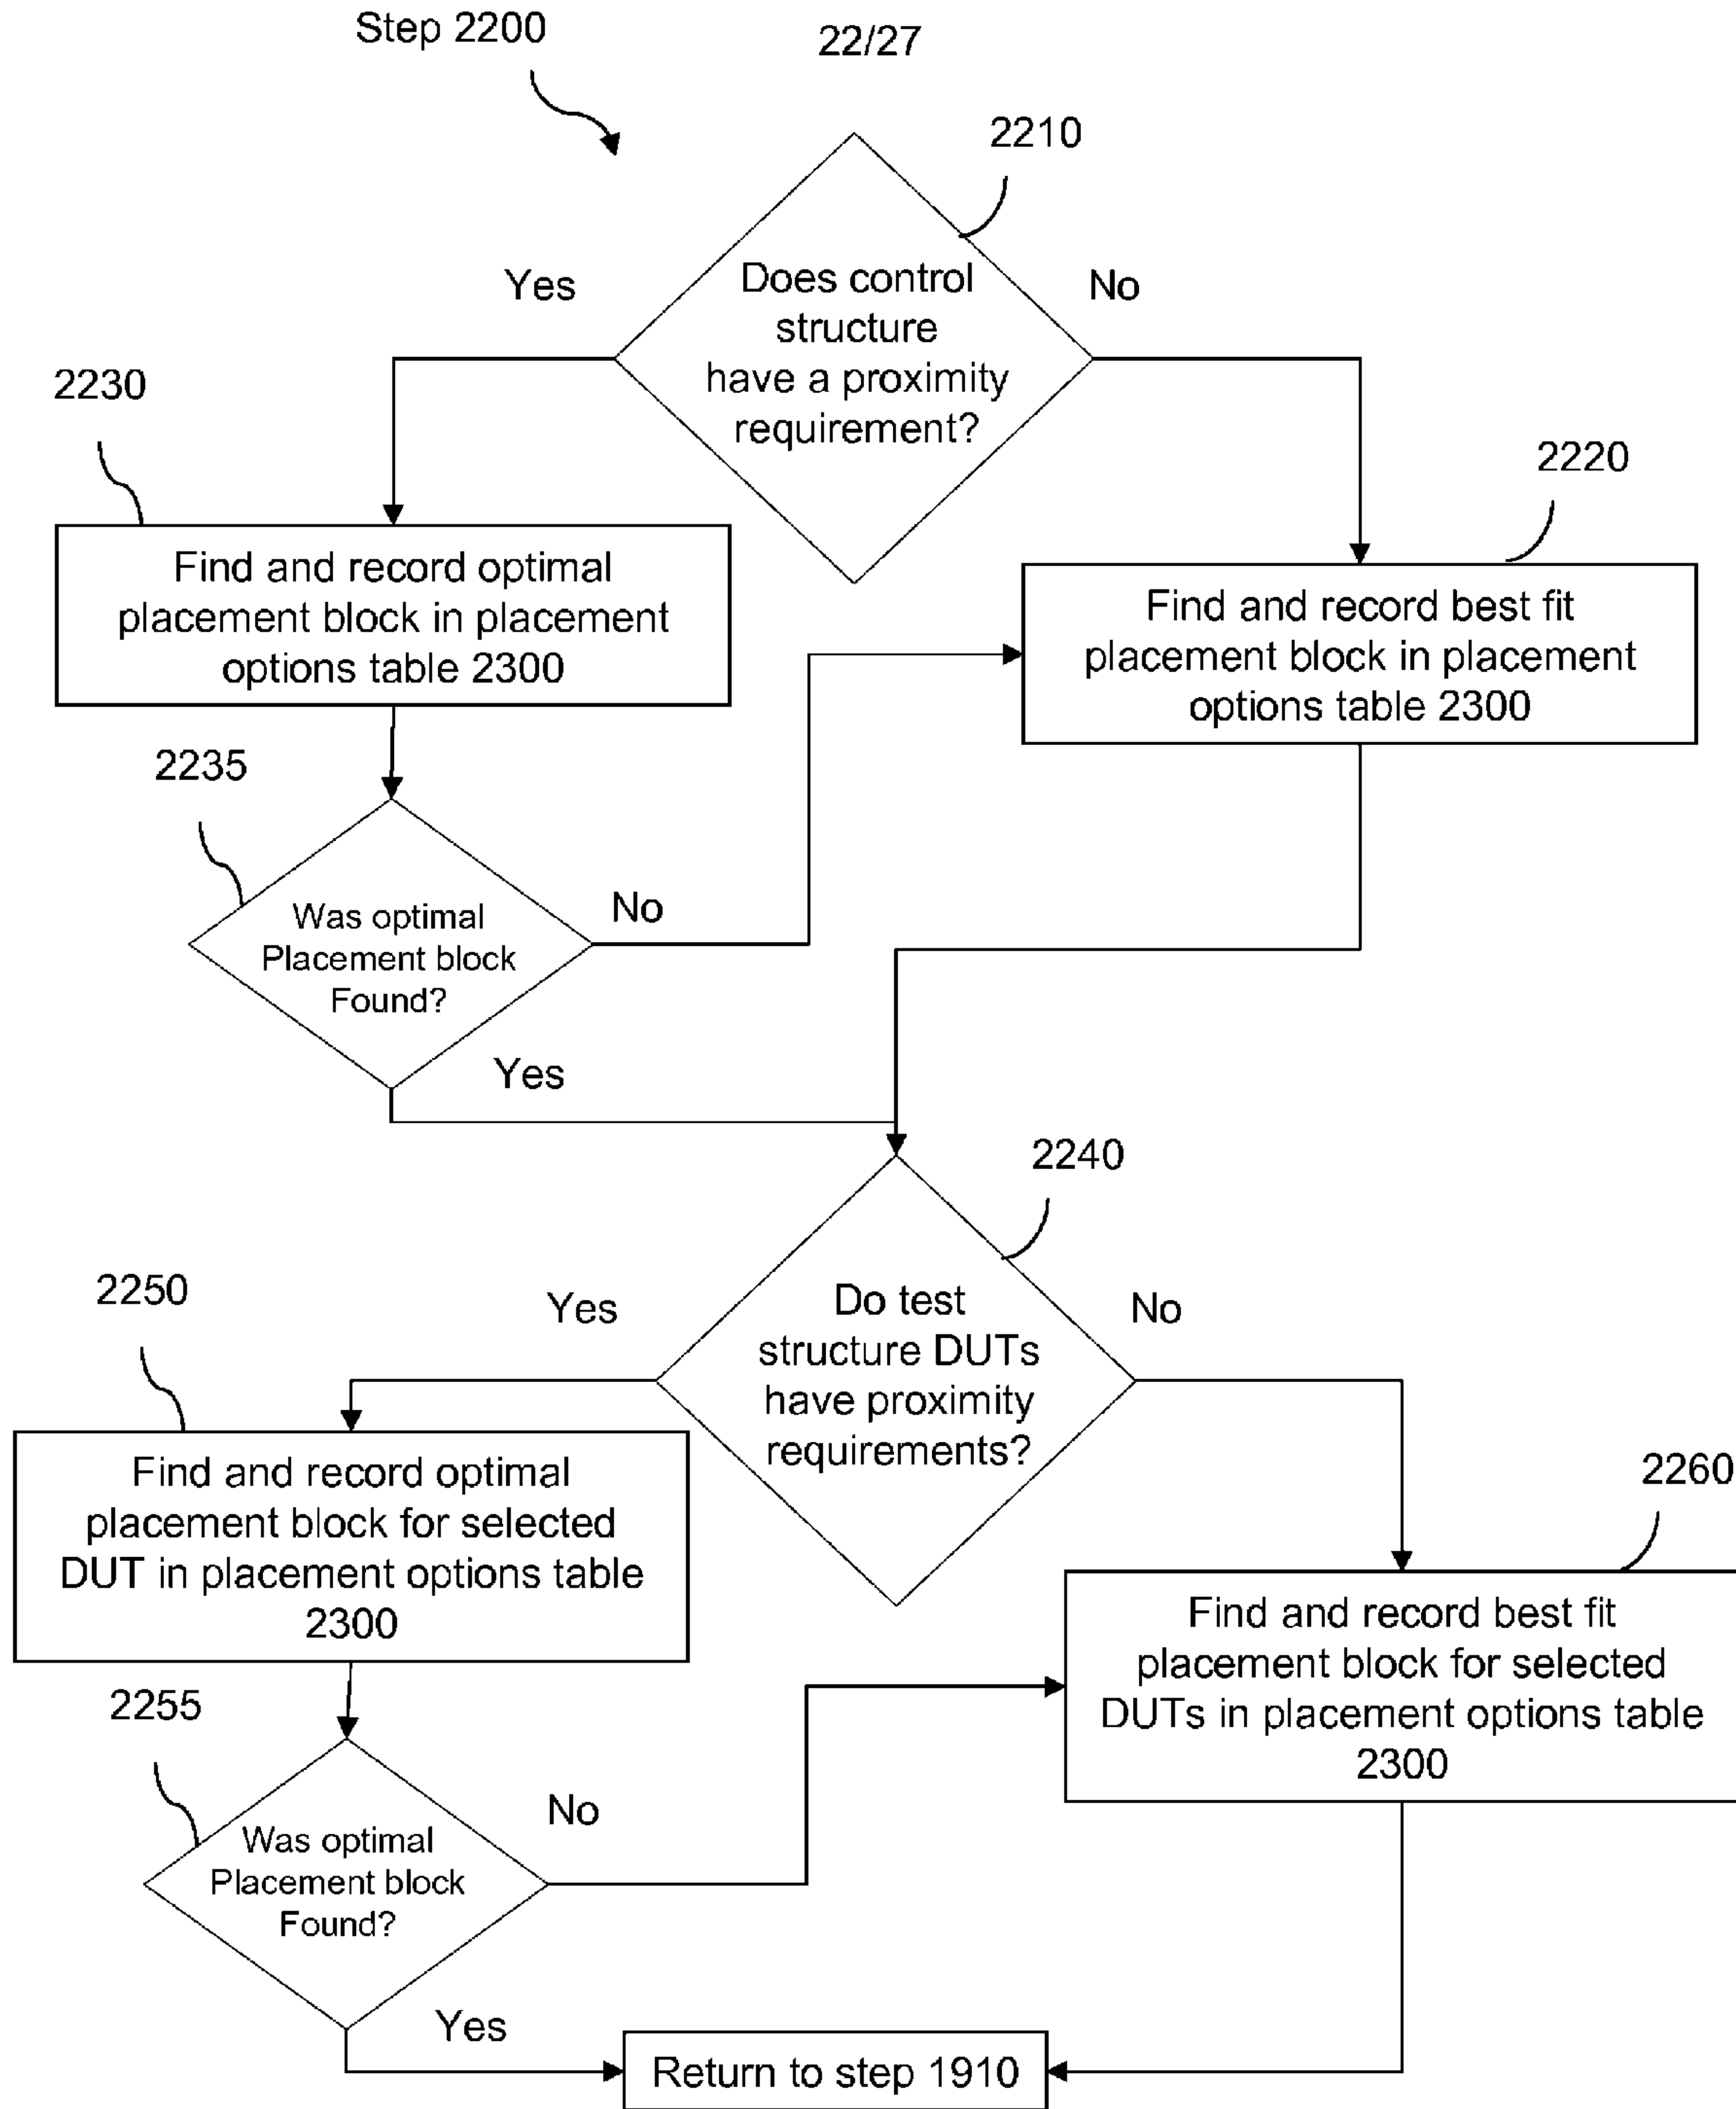 Step 2200
22/27
2210
Does control
structure
have a proximity
requirement?
Yes
No
2230
2220
Find and record optimal
placement block in placement
options table 2300
Find and record best fit
placement block in placement
options table 2300
2235
Was optimal
Placement block
Found?
No
Yes
2240
Do test
structure DUTs
have proximity
requirements?
Yes
No
2250
2260
Find and record optimal
placement block for selected
DUT in placement options table
2300
Find and record best fit
placement block for selected
DUTs in placement options table
2300
2255
Was optimal
Placement block
Found?
No
Yes
Return to step 1910